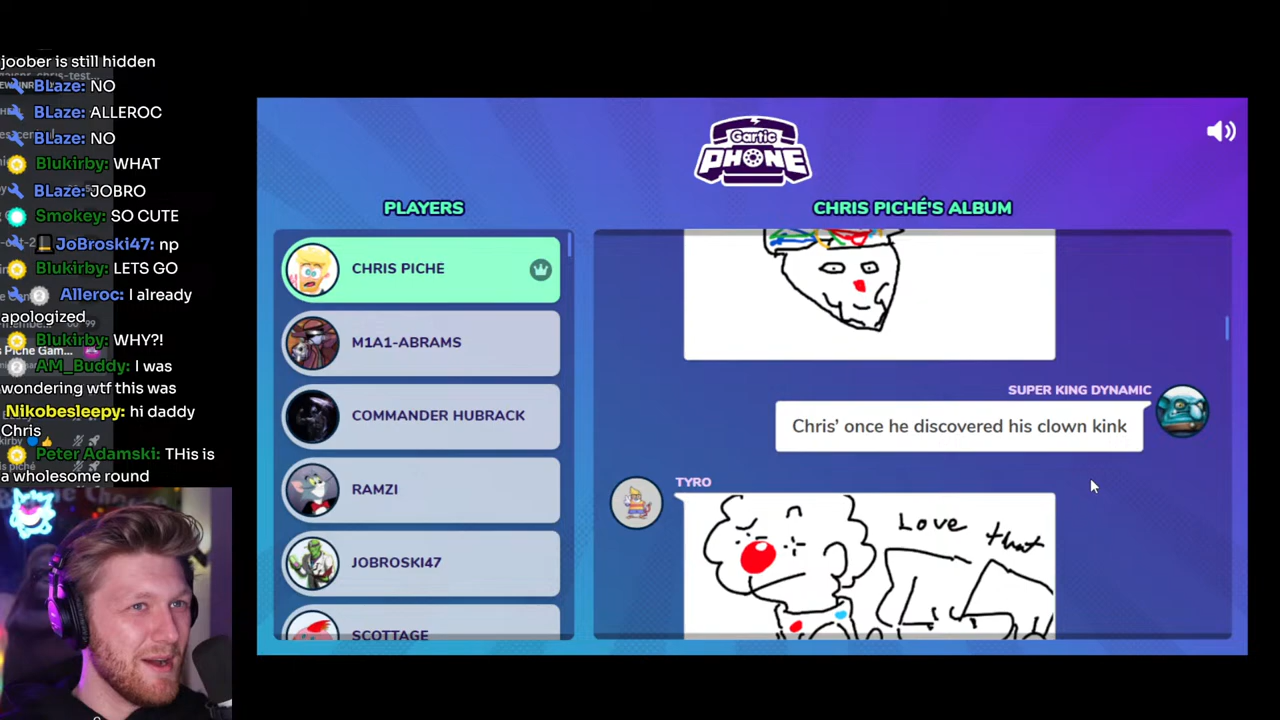 joober is still hidden
BLaze: NO
BLaze: ALLEROC
BLaze: NO
Blukirby: WHAT
BLaze: JOBRO
Smokey: SO CUTE
JoBroski47: np
Blukirby: LETS GO
2 Alleroc: I already
apologized
Blukirby: WHY?!
2 AM_Buddy: I was
wondering wtf this was
Nikobesleepy: hi daddy
Chris
Peter Adamski: THis is
a wholesome round
Gartic
PHONE
PLAYERS
CHRIS PICHÉ
M1A1-ABRAMS
COMMANDER HUBRACK
RAMZI
JOBROSKI47
SCOTTAGE
CHRIS PICHÉ'S ALBUM
SUPER KING DYNAMIC
Chris' once he discovered his clown kink
TYRO
Love that